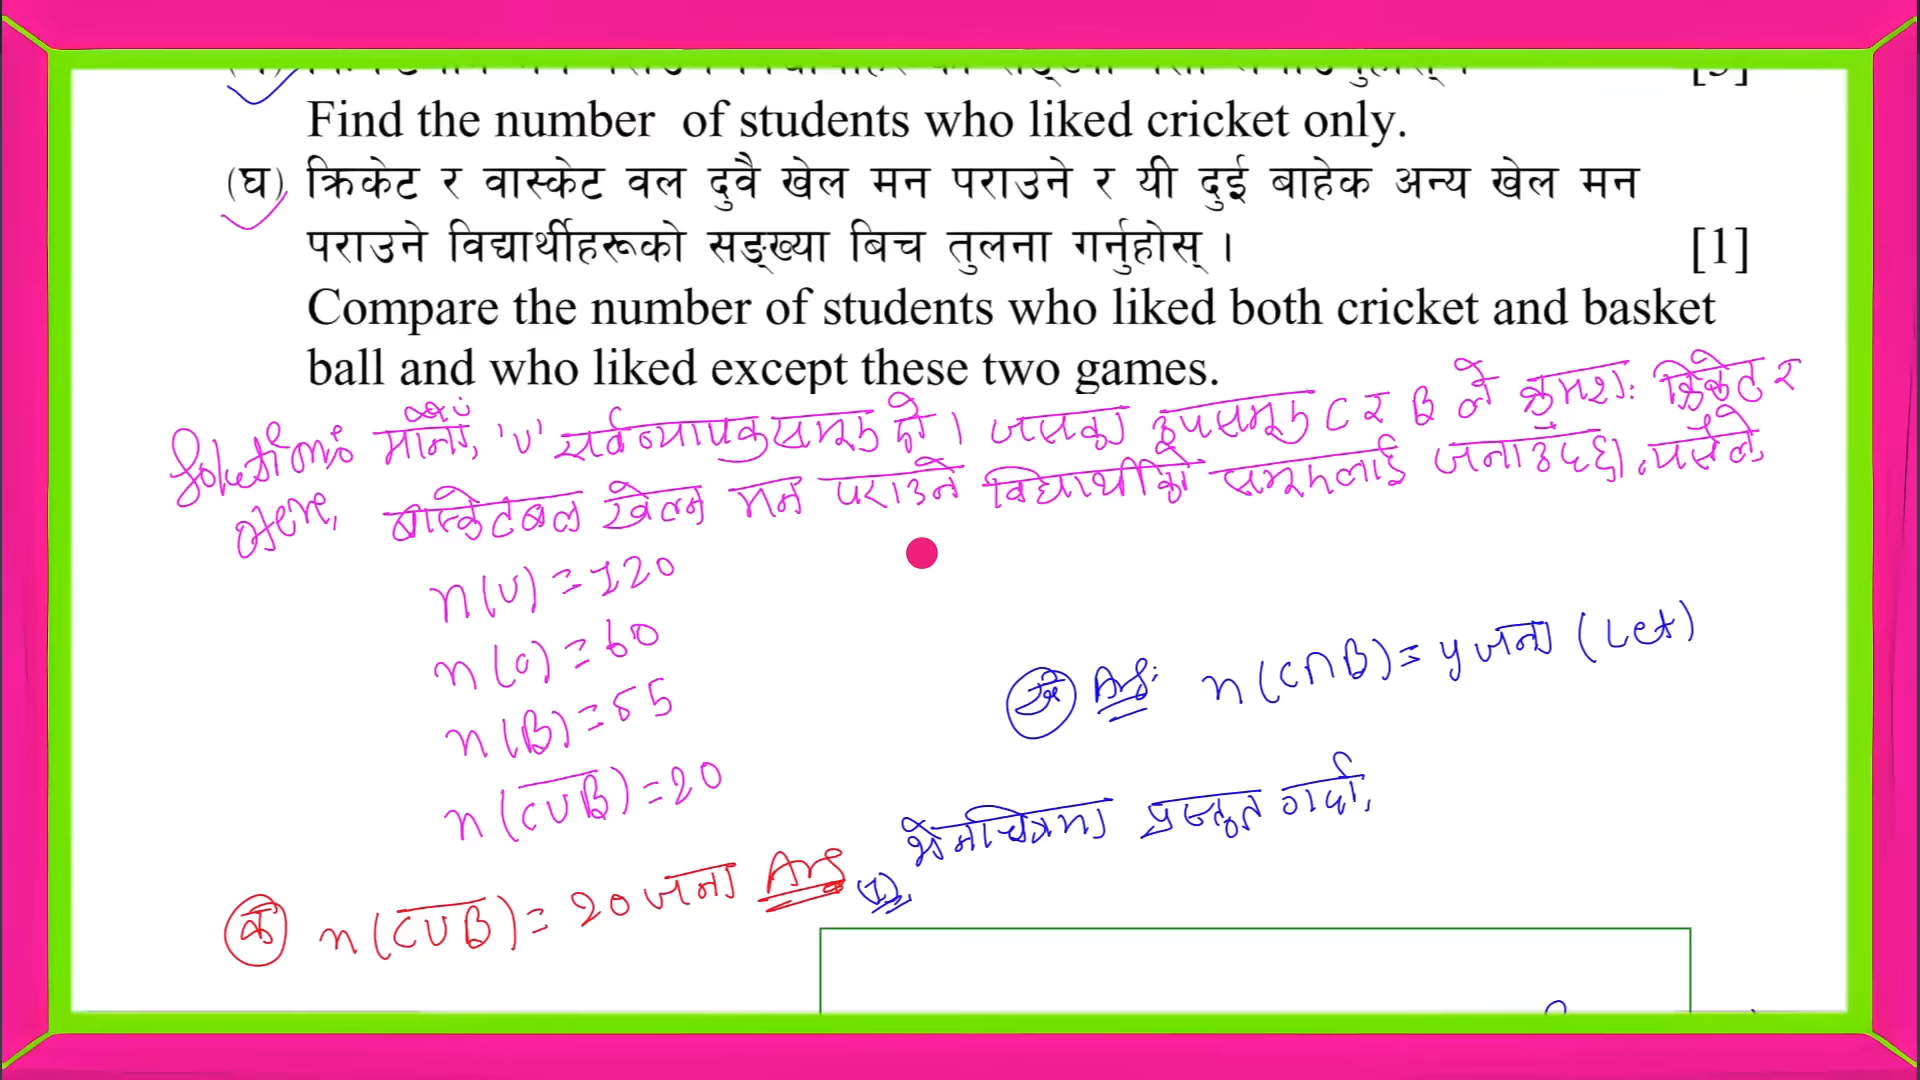 [5]
Find the number of students who liked cricket only.
(घ) क्रिकेट र वास्केट वल दुवै खेल मन पराउने र यी दुई बाहेक अन्य खेल मन
पराउने विद्यार्थीहरूको सङ्ख्या बिच तुलना गर्नुहोस् । [1]
Compare the number of students who liked both cricket and basket
ball and who liked except these two games.
Solution: मानौं, 'U' सर्वव्यापक समूह हो । जसका उपसमूह C र B ले क्रमशः क्रिकेट र
Here, बास्केटबल खेल्न मन पराउने विद्यार्थीको समूहलाई जनाउँदछ। यसैले,
n(U) = 120
n(C) = 60
n(B) = 55
n(C∪B)‾ = 20
(क) n(C∪B)‾ = 20 जना Ans
(ख) Ans: n(C∩B) = y जना (Let)
(I) भेनचित्रमा प्रस्तुत गर्दा,